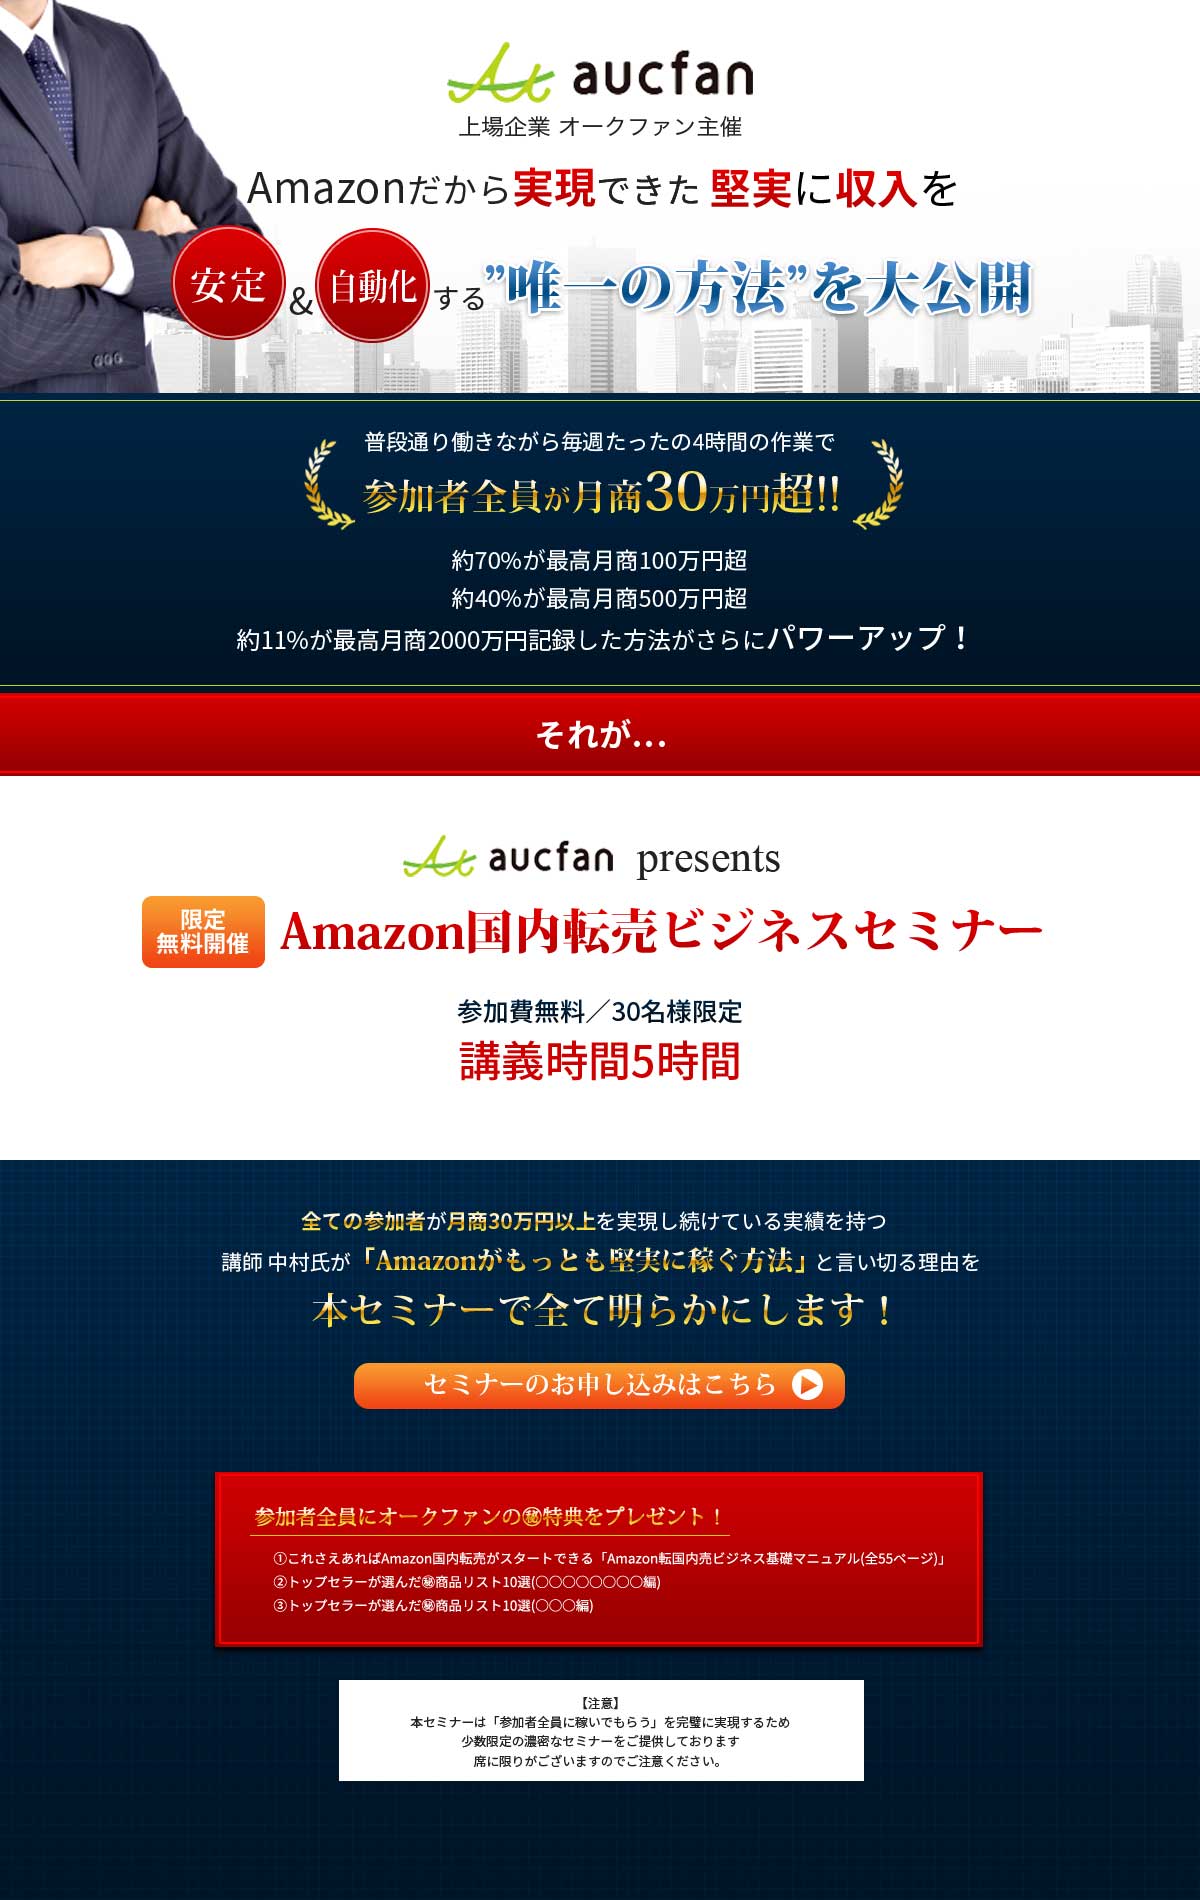 aucfan
上場企業 オークファン主催
Amazonだから実現できた 堅実に収入を
安定&自動化する”唯一の方法”を大公開
普段通り働きながら毎週たったの4時間の作業で
参加者全員が月商30万円超!!
約70%が最高月商100万円超
約40%が最高月商500万円超
約11%が最高月商2000万円記録した方法がさらにパワーアップ！
それが…
aucfan presents
限定
無料開催
Amazon国内転売ビジネスセミナー
参加費無料／30名様限定
講義時間5時間
全ての参加者が月商30万円以上を実現し続けている実績を持つ
講師 中村氏が「Amazonがもっとも堅実に稼ぐ方法」と言い切る理由を
本セミナーで全て明らかにします！
セミナーのお申し込みはこちら
参加者全員にオークファンの㊙特典をプレゼント！
①これさえあればAmazon国内転売がスタートできる「Amazon転国内売ビジネス基礎マニュアル(全55ページ)」
②トップセラーが選んだ㊙商品リスト10選(〇〇〇〇〇〇〇〇編)
③トップセラーが選んだ㊙商品リスト10選(〇〇〇編)
【注意】
本セミナーは「参加者全員に稼いでもらう」を完璧に実現するため
少数限定の濃密なセミナーをご提供しております
席に限りがございますのでご注意ください。